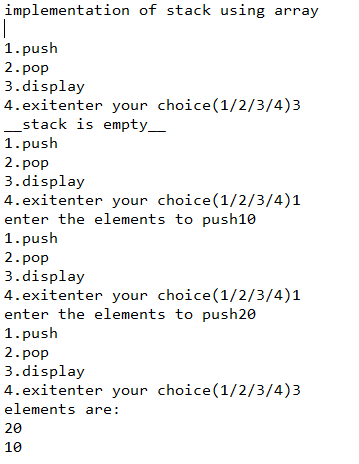 implementation of stack using array
1.push
2.pop
3.display
4.exitenter your choice(1/2/3/4)3
__stack is empty__
1.push
2.pop
3.display
4.exitenter your choice(1/2/3/4)1
enter the elements to push10
1.push
2.pop
3.display
4.exitenter your choice(1/2/3/4)1
enter the elements to push20
1.push
2.pop
3.display
4.exitenter your choice(1/2/3/4)3
elements are:
20
10